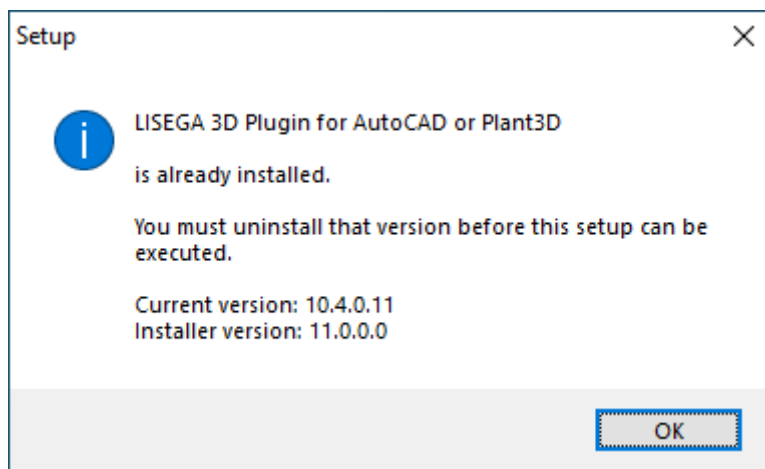 Setup
LISEGA 3D Plugin for AutoCAD or Plant3D
is already installed.
You must uninstall that version before this setup can be
executed.
Current version: 10.4.0.11
Installer version: 11.0.0.0
OK